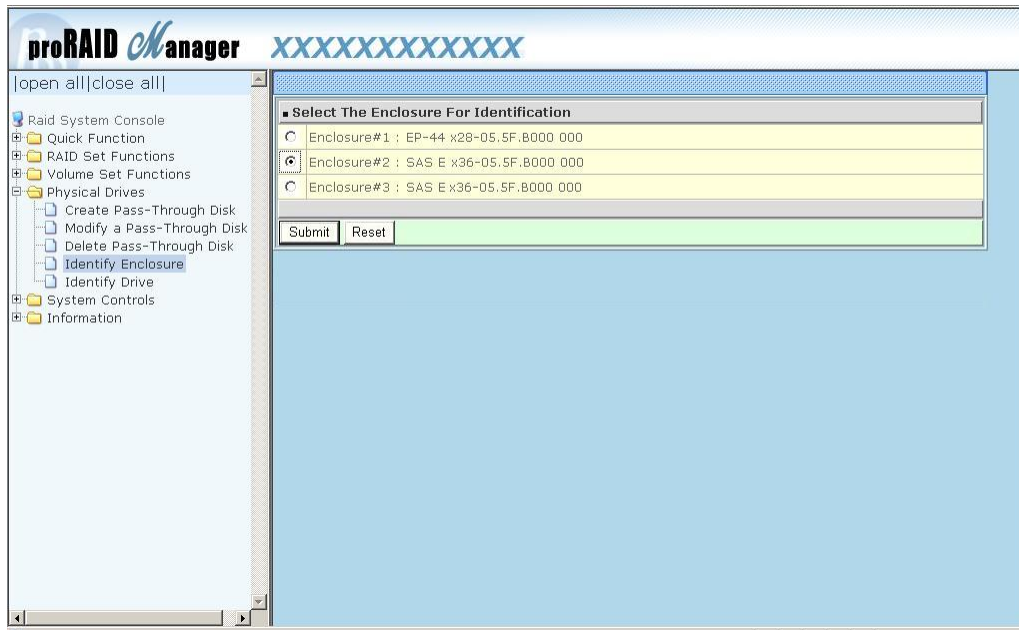 proRAID Manager XXXXXXXXXXXX
|open all|close all|
Raid System Console
Quick Function
RAID Set Functions
Volume Set Functions
Physical Drives
Create Pass-Through Disk
Modify a Pass-Through Disk
Delete Pass-Through Disk
Identify Enclosure
Identify Drive
System Controls
Information
Select The Enclosure For Identification
Enclosure#1 : EP-44 x28-05.5F.B000 000
Enclosure#2 : SAS E x36-05.5F.B000 000
Enclosure#3 : SAS E x36-05.5F.B000 000
Submit Reset